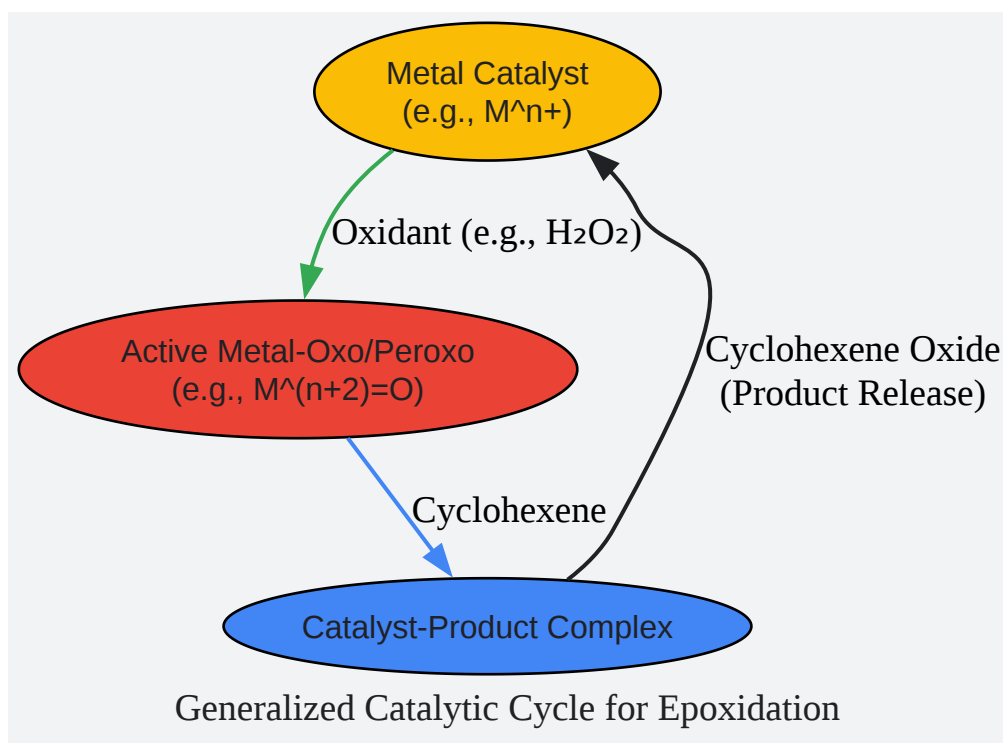 Metal Catalyst
(e.g., M^n+)
Oxidant (e.g., H₂O₂)
Active Metal-Oxo/Peroxo
(e.g., M^(n+2)=O)
Cyclohexene Oxide
(Product Release)
Cyclohexene
Catalyst-Product Complex
Generalized Catalytic Cycle for Epoxidation